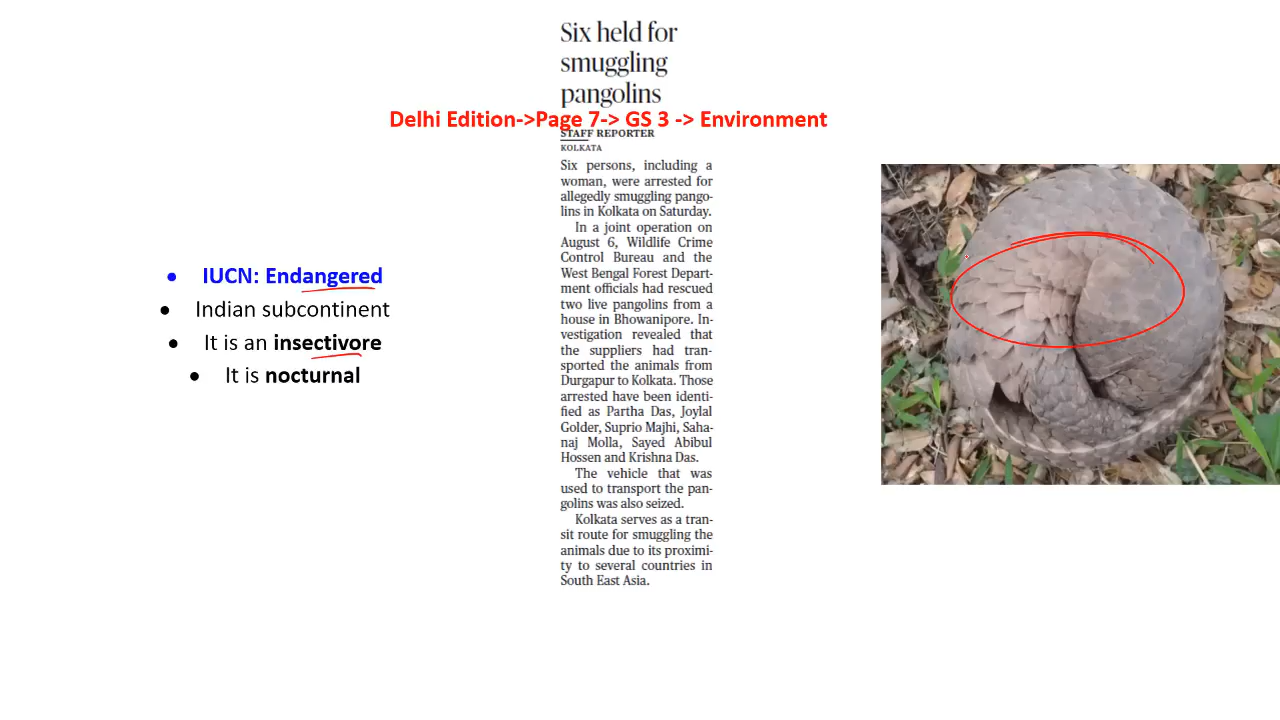 Six held for
smuggling
pangolins
Delhi Edition->Page 7-> GS 3 -> Environment
STAFF REPORTER
KOLKATA
Six persons, including a
woman, were arrested for
allegedly smuggling pango-
lins in Kolkata on Saturday.
In a joint operation on
August 6, Wildlife Crime
Control Bureau and the
West Bengal Forest Depart-
ment officials had rescued
two live pangolins from a
house in Bhowanipore. In-
vestigation revealed that
the suppliers had tran-
sported the animals from
Durgapur to Kolkata. Those
arrested have been identi-
fied as Partha Das, Joylal
Golder, Suprio Majhi, Saha-
naj Molla, Sayed Abibul
Hossen and Krishna Das.
The vehicle that was
used to transport the pan-
golins was also seized.
Kolkata serves as a tran-
sit route for smuggling the
animals due to its proximi-
ty to several countries in
South East Asia.
• IUCN: Endangered
• Indian subcontinent
• It is an insectivore
• It is nocturnal